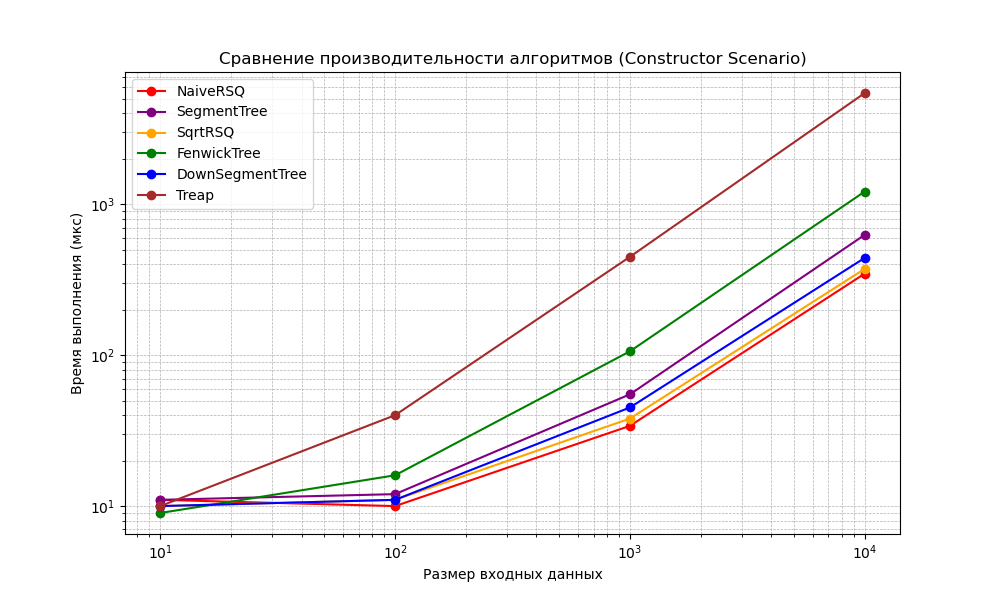 Сравнение производительности алгоритмов (Constructor Scenario)
NaiveRSQ
SegmentTree
SqrtRSQ
FenwickTree
DownSegmentTree
Treap
Время выполнения (мкс)
10³
10²
10¹
10¹
10²
10³
10⁴
Размер входных данных